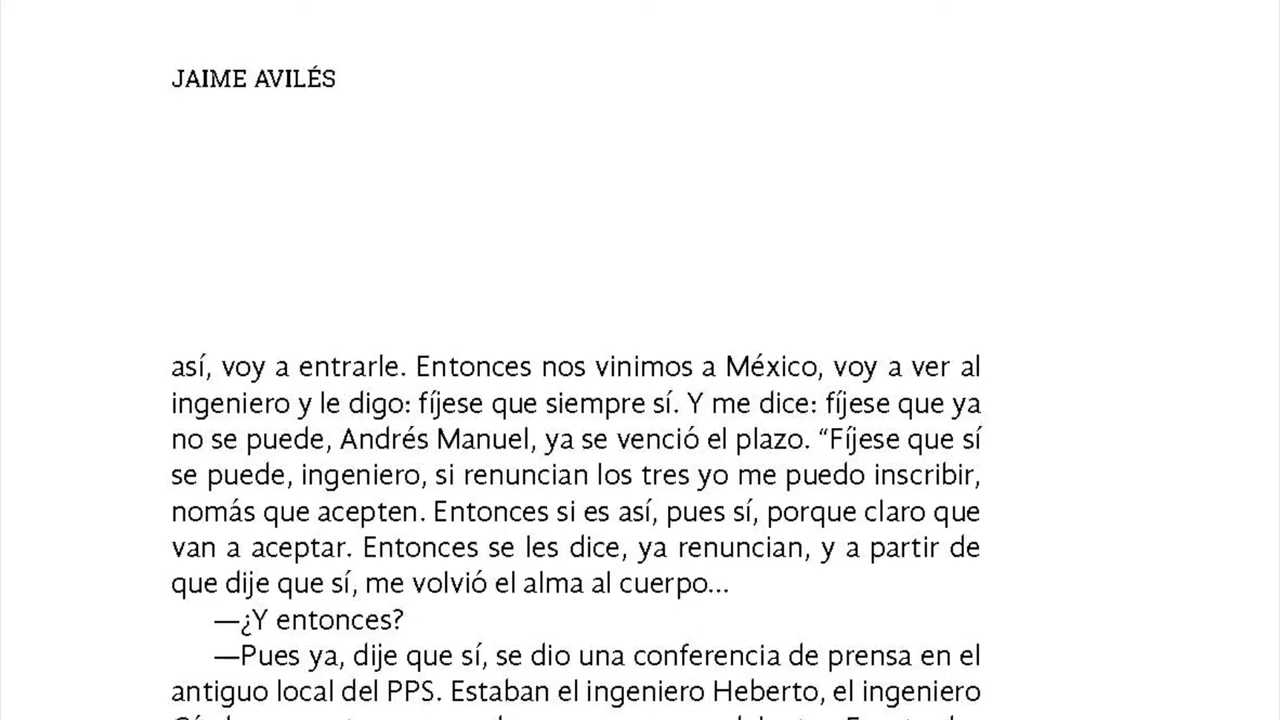 JAIME AVILÉS
así, voy a entrarle. Entonces nos vinimos a México, voy a ver al
ingeniero y le digo: fíjese que siempre sí. Y me dice: fíjese que ya
no se puede, Andrés Manuel, ya se venció el plazo. “Fíjese que sí
se puede, ingeniero, si renuncian los tres yo me puedo inscribir,
nomás que acepten. Entonces si es así, pues sí, porque claro que
van a aceptar. Entonces se les dice, ya renuncian, y a partir de
que dije que sí, me volvió el alma al cuerpo...
—¿Y entonces?
—Pues ya, dije que sí, se dio una conferencia de prensa en el
antiguo local del PPS. Estaban el ingeniero Heberto, el ingeniero